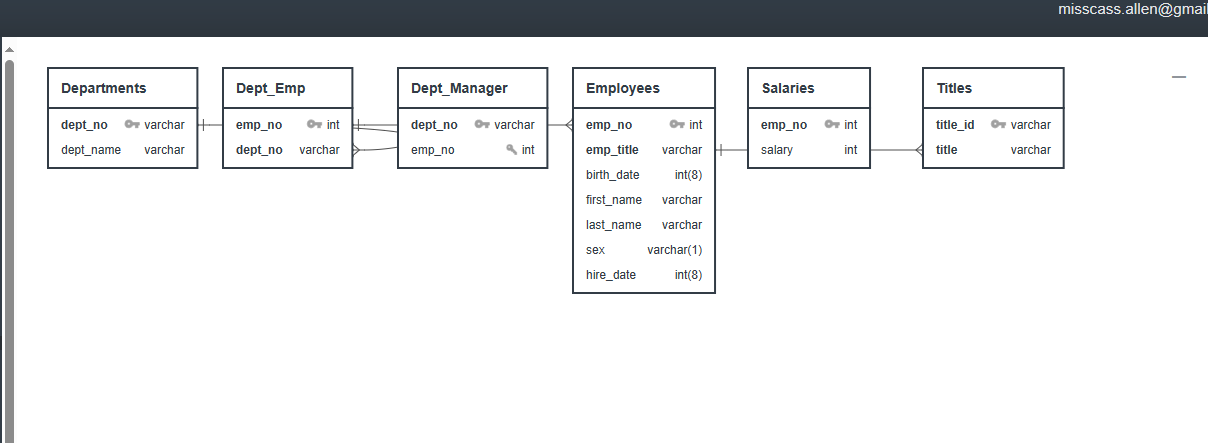 misscass.allen@gmail
Departments
dept_no varchar
dept_name varchar
Dept_Emp
emp_no int
dept_no varchar
Dept_Manager
dept_no varchar
emp_no int
Employees
emp_no int
emp_title varchar
birth_date int(8)
first_name varchar
last_name varchar
sex varchar(1)
hire_date int(8)
Salaries
emp_no int
salary int
Titles
title_id varchar
title varchar